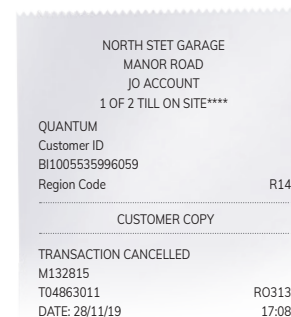 NORTH STET GARAGE
MANOR ROAD
JO ACCOUNT
1 OF 2 TILL ON SITE****
QUANTUM
Customer ID
BI1005535996059
Region Code R14
CUSTOMER COPY
TRANSACTION CANCELLED
M132815
T04863011 RO313
DATE: 28/11/19 17:08